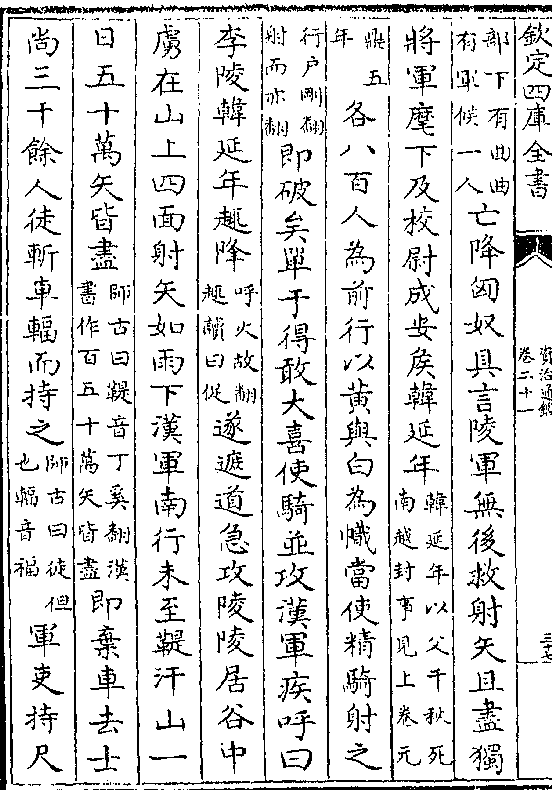 欽定四庫全書
資治通鑑
卷二十一
部下有曲曲有軍候一人亡降匈奴具言陵軍無後救射矢且盡獨
將軍麾下及校尉成安侯韓延年韓延年以父千秋死南越封事見上卷元
鼎五年各八百人為前行以黄與白為幟當使精騎射之
行户剛翻射而亦翻即破矣單于得敢大喜使騎並攻漢軍疾呼曰
李陵韓延年趣降呼火故翻趣讀曰促遂遮道急攻陵陵居谷中
虜在山上四面射矢如雨下漢軍南行未至鞮汗山一
日五十萬矢皆盡師古曰鞮音丁奚翻漢書作百五十萬矢皆盡即棄車去士
尚三千餘人徒斬車輻而持之師古曰徒但也輻音福軍吏持尺